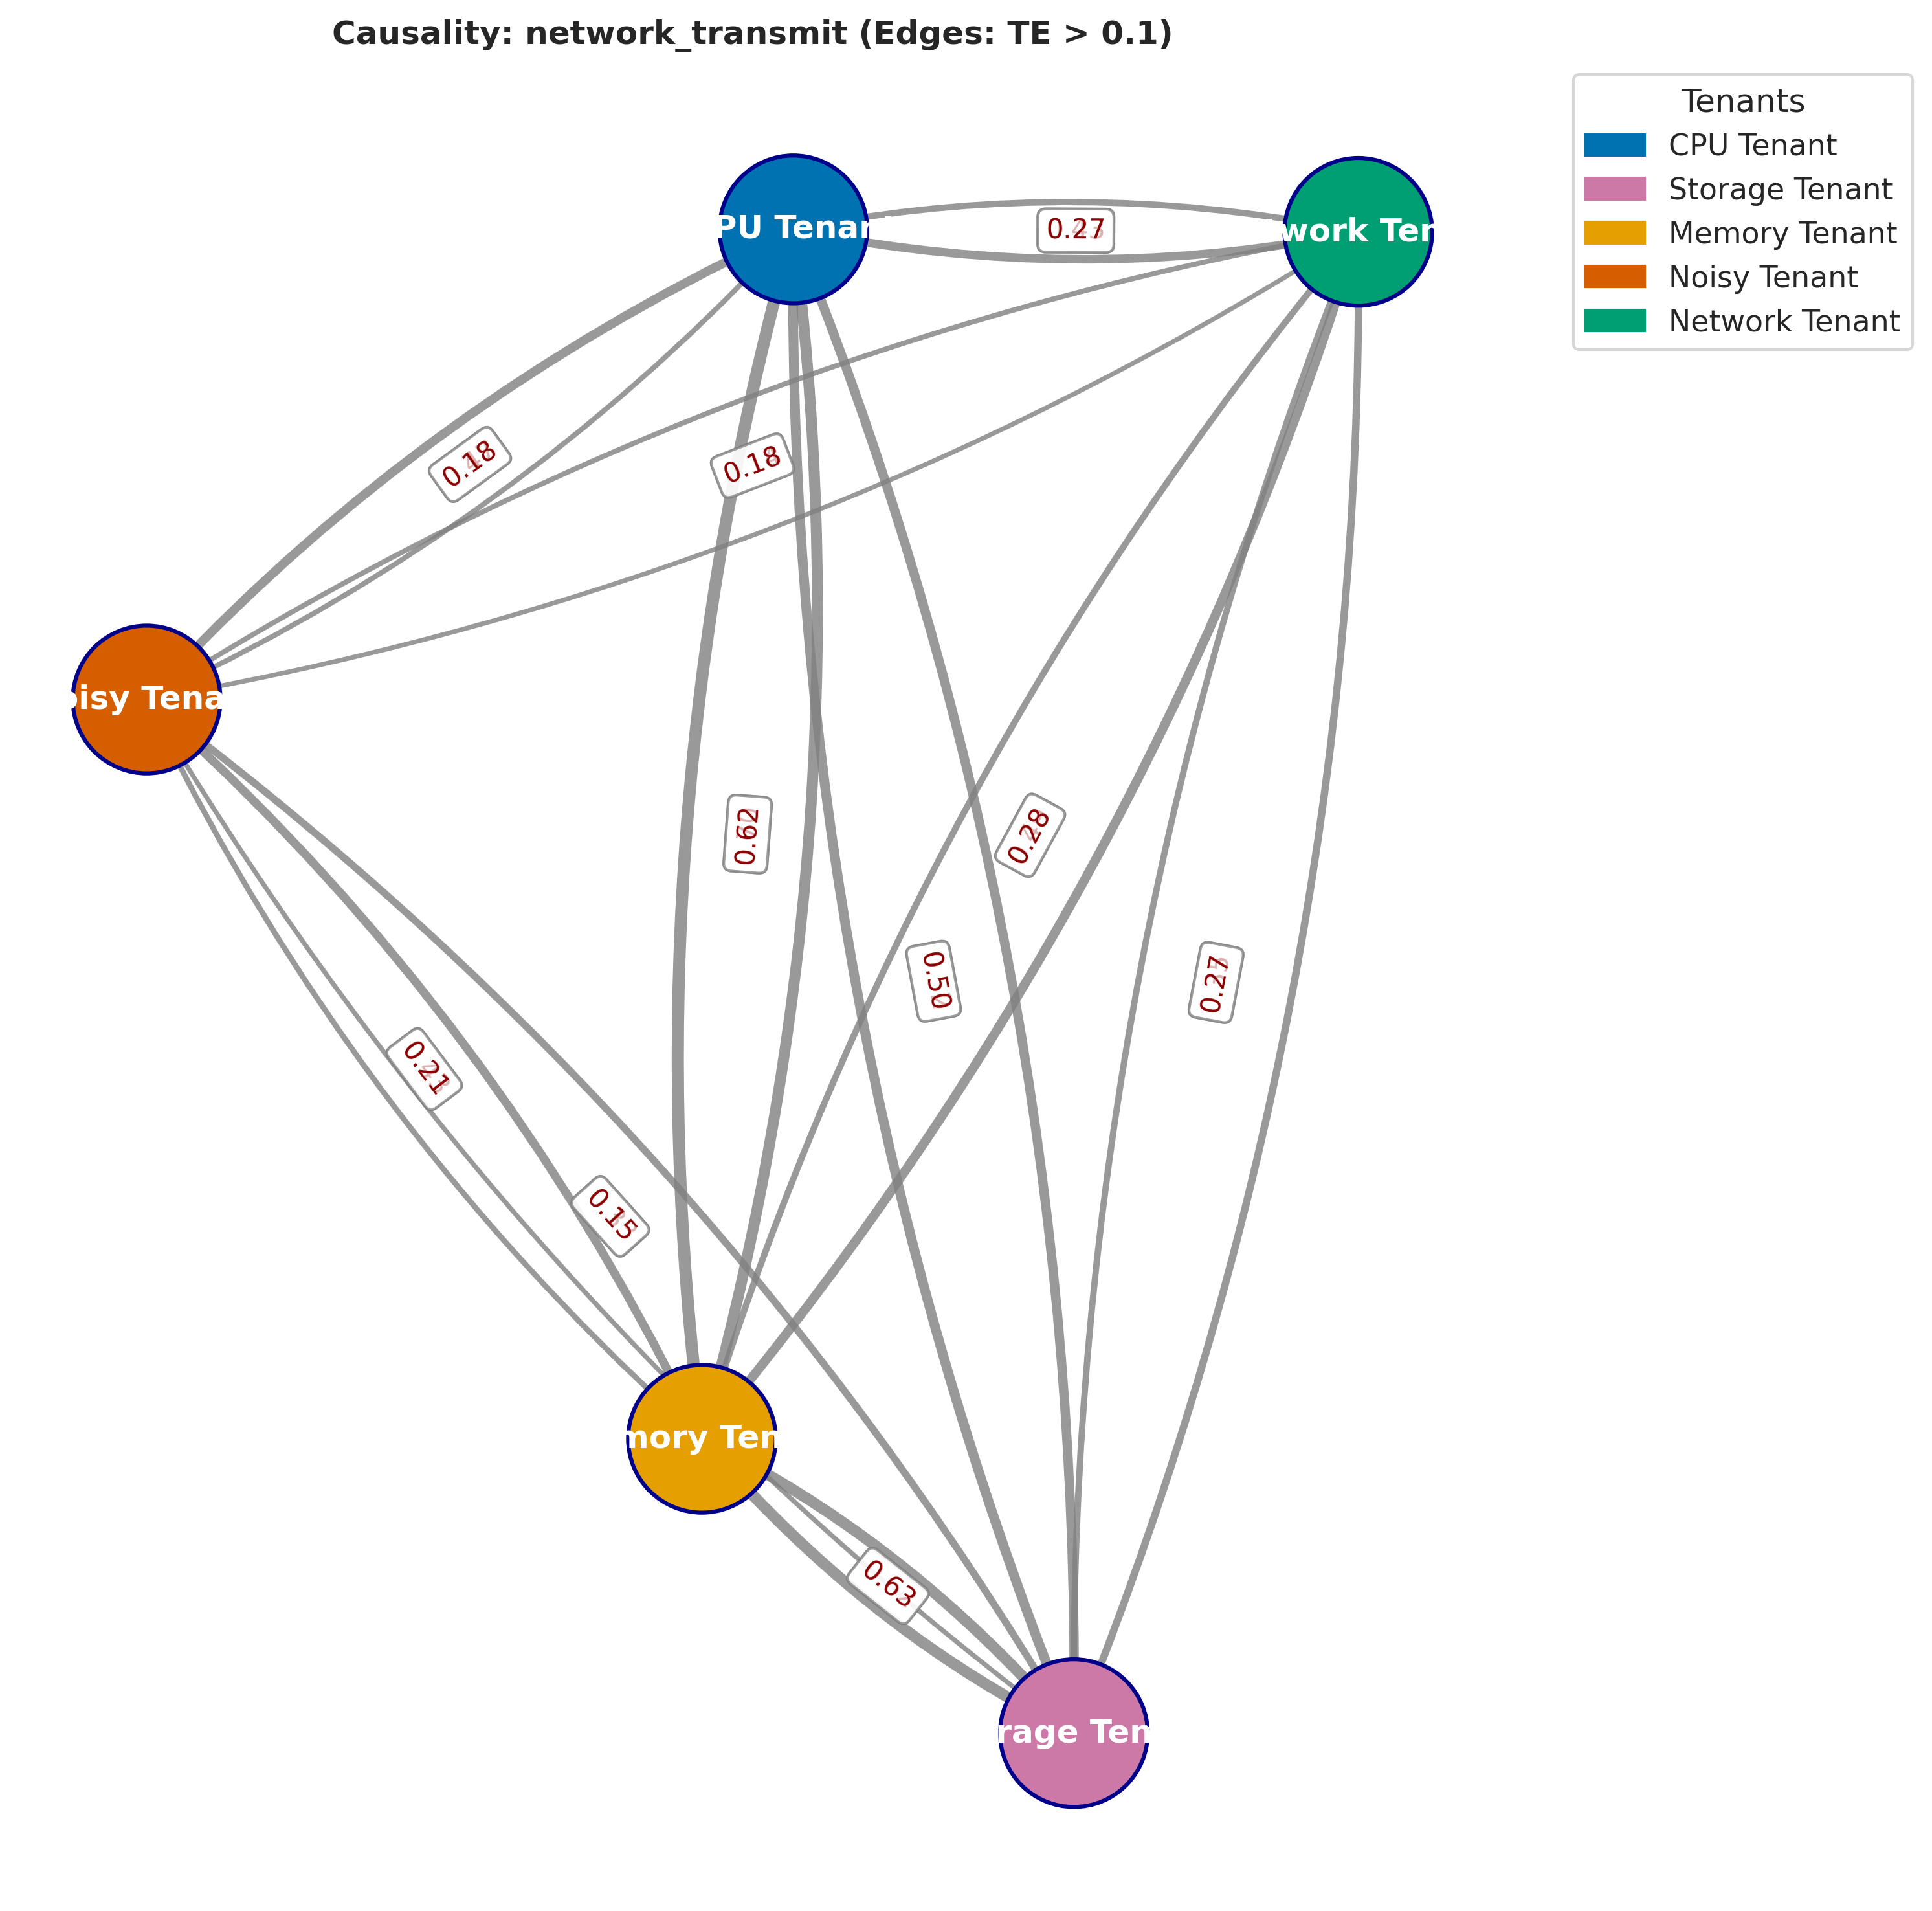 Causality: network_transmit (Edges: TE > 0.1)
Tenants
CPU Tenant
Storage Tenant
Memory Tenant
Noisy Tenant
Network Tenant
PU Tenan
work Ten
0.27
0.18
0.18
oisy Tena
0.62
0.28
0.50
0.27
0.21
0.15
mory Ten
0.63
rage Ten